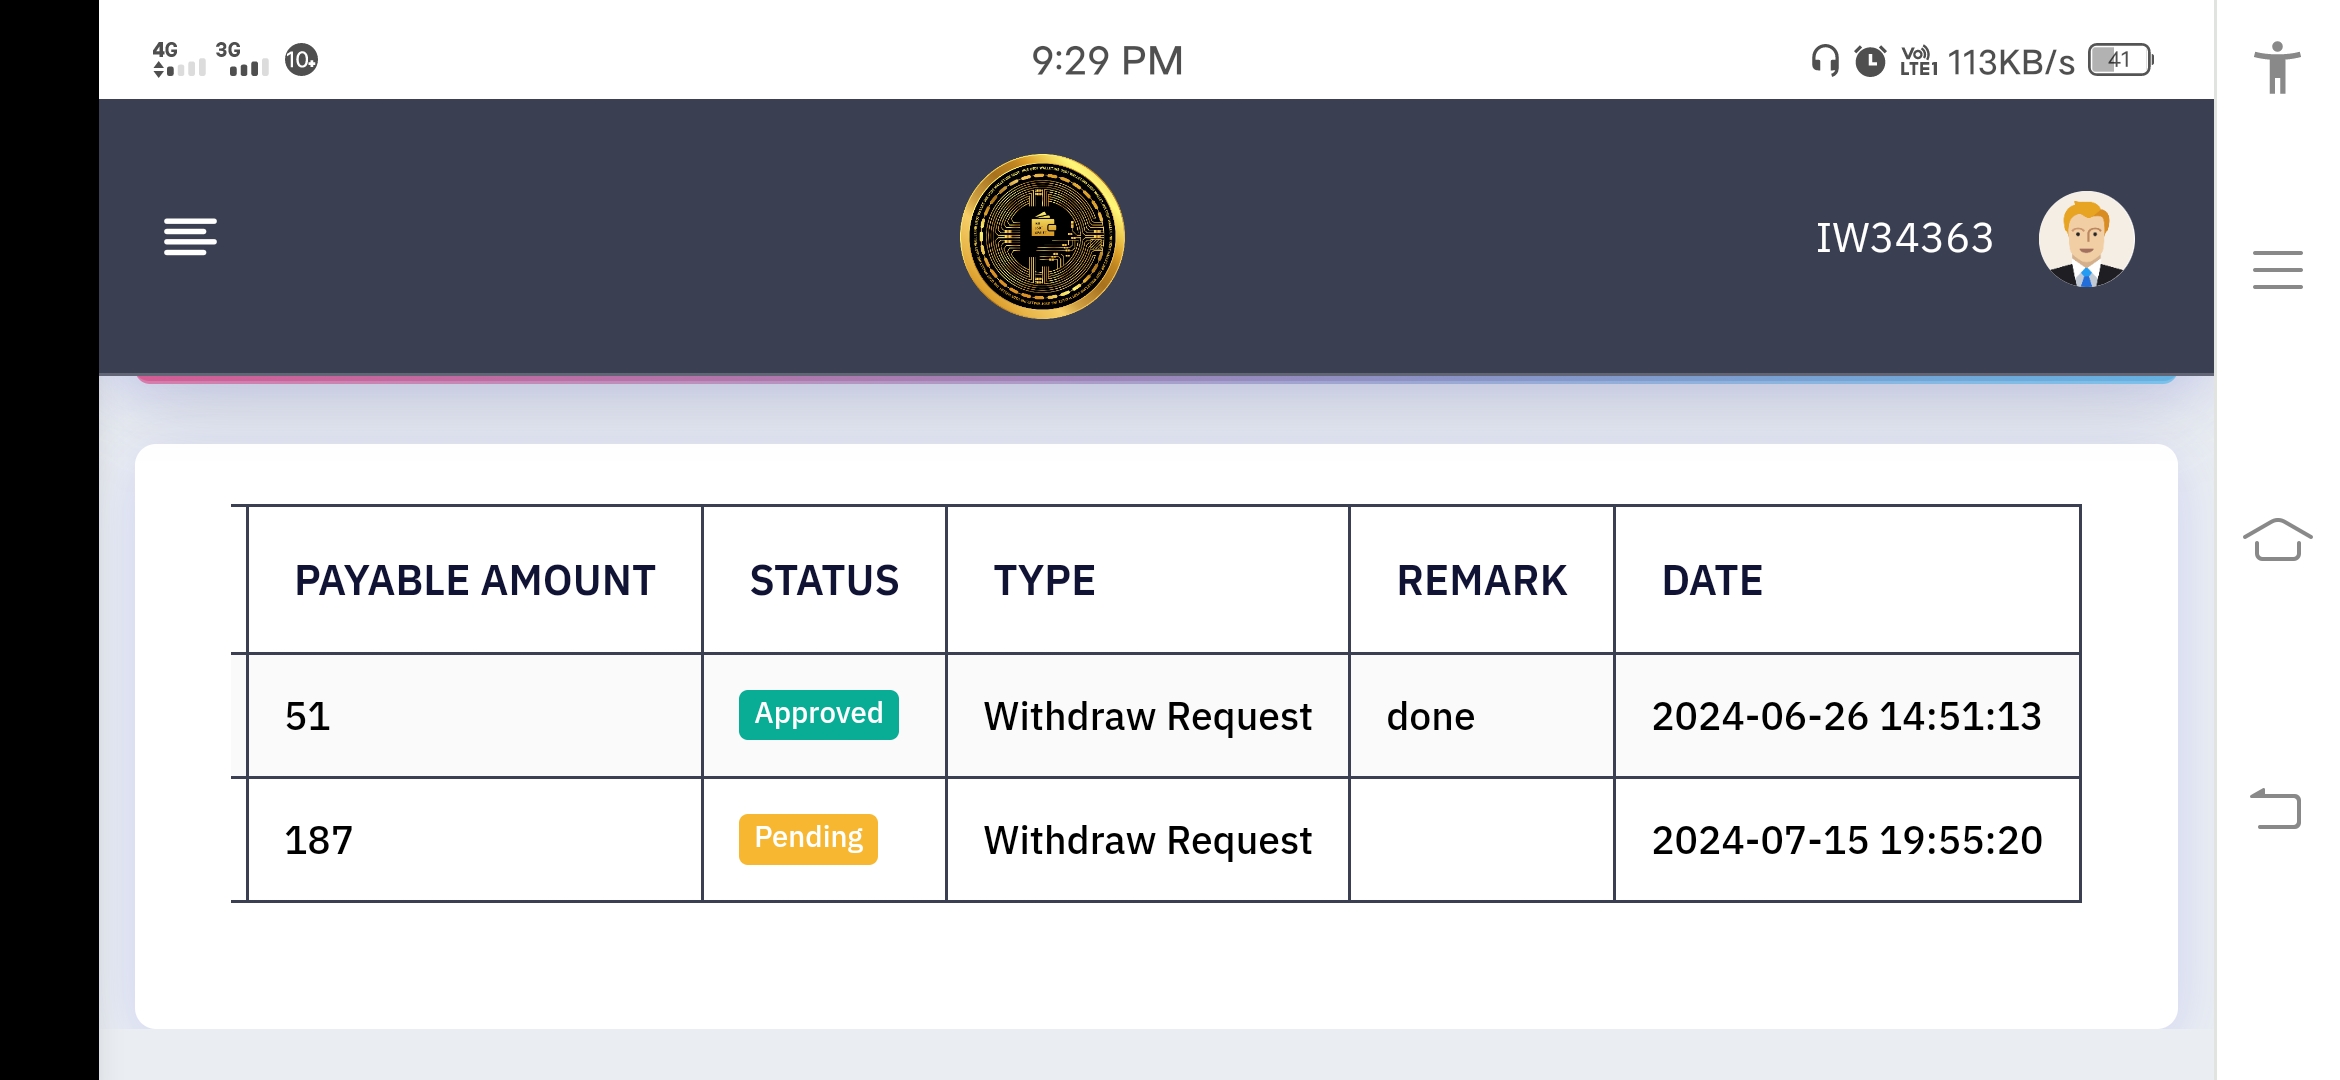 4G 3G 10+ 9:29 PM Vo) LTE1 113KB/s 41
IW34363
PAYABLE AMOUNT STATUS TYPE REMARK DATE
51 Approved Withdraw Request done 2024-06-26 14:51:13
187 Pending Withdraw Request 2024-07-15 19:55:20